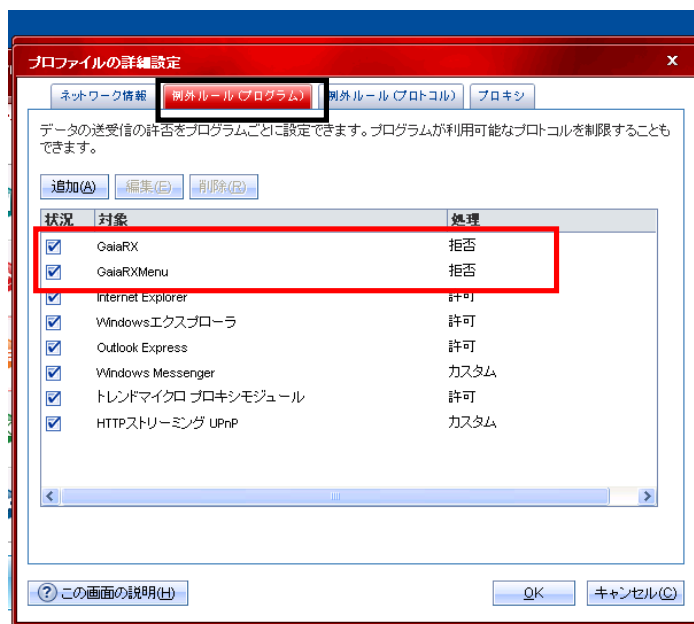 プロファイルの詳細設定 x
ネットワーク情報 例外ルール(プログラム) 例外ルール(プロトコル) プロキシ
データの送受信の許否をプログラムごとに設定できます。プログラムが利用可能なプロトコルを制限することも
できます。
追加(A) 編集(E) 削除(R)
状況 対象 処理
GaiaRX 拒否
GaiaRXMenu 拒否
Internet Explorer 許可
Windowsエクスプローラ 許可
Outlook Express 許可
Windows Messenger カスタム
トレンドマイクロ プロキシモジュール 許可
HTTPストリーミング UPnP カスタム
? この画面の説明(H) OK キャンセル(C)